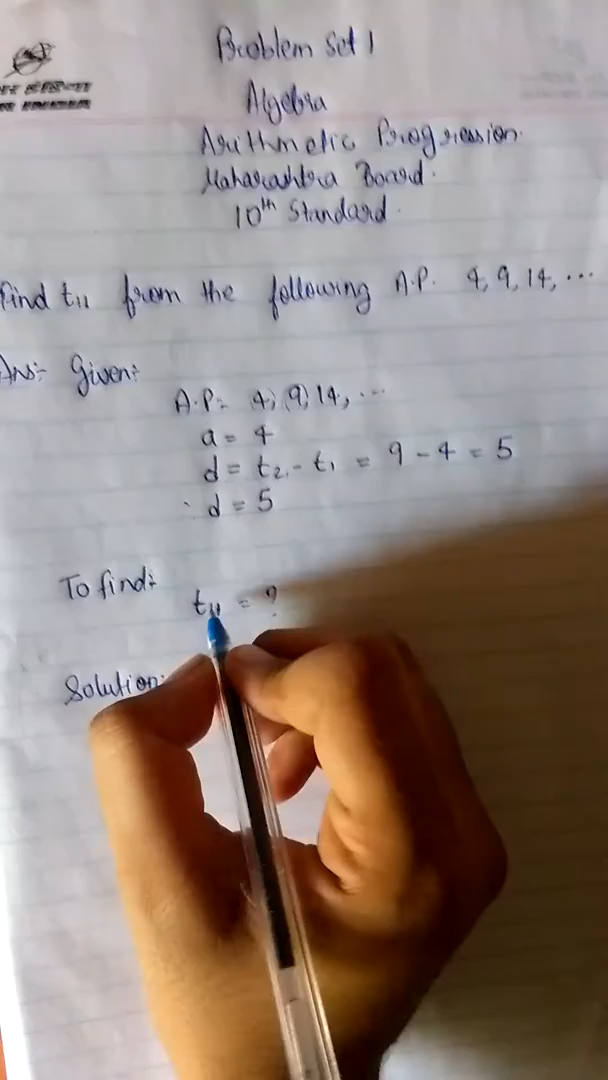 Problem Set 1
Algebra
Arithmetic Progression.
Maharashtra Board.
10th Standard.
Find t11 from the following A.P. 4, 9, 14, ...
Ans:- Given:
A.P = 4, 9, 14, ...
a = 4
d = t2 - t1 = 9 - 4 = 5
d = 5
To find:
t11 = ?
Solution: